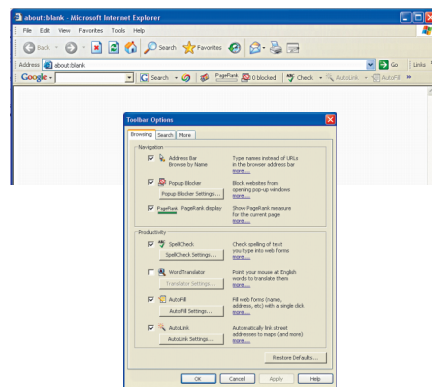 about:blank - Microsoft Internet Explorer
File Edit View Favorites Tools Help
Back Search Favorites
Address about:blank Go Links
Google Search PageRank 0 blocked Check AutoLink AutoFill
Toolbar Options
Browsing Search More
Navigation
Address Bar Type names instead of URLs
Browse by Name in the browser address bar
more...
Popup Blocker Block websites from
Popup Blocker Settings... opening pop-up windows
more...
PageRank PageRank display Show PageRank measure
for the current page
more...
Productivity
SpellCheck Check spelling of text
SpellCheck Settings... you type into web forms
more...
WordTranslator Point your mouse at English
Translator Settings... words to translate them
more...
AutoFill Fill web forms (name,
AutoFill Settings... address, etc) with a single click
more...
AutoLink Automatically link street
AutoLink Settings... addresses to maps (and more)
more...
Restore Defaults...
OK Cancel Apply Help